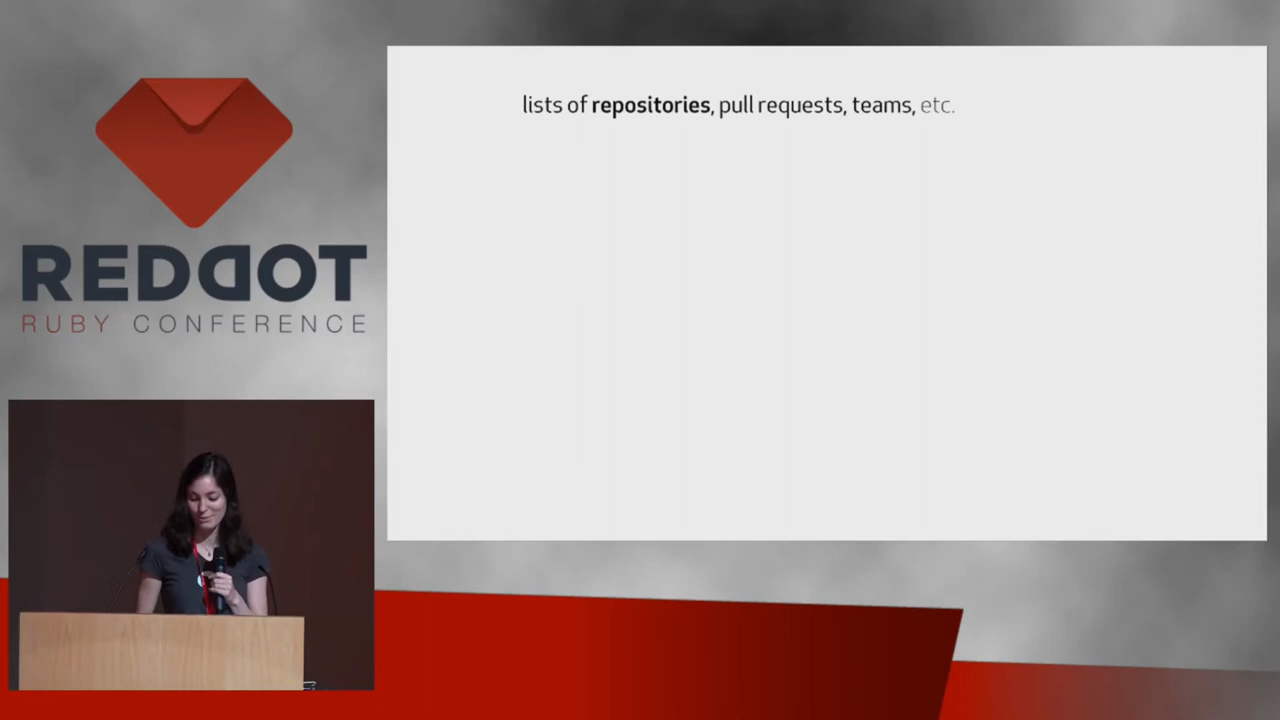 REDDOT
RUBY CONFERENCE
lists of repositories, pull requests, teams, etc.